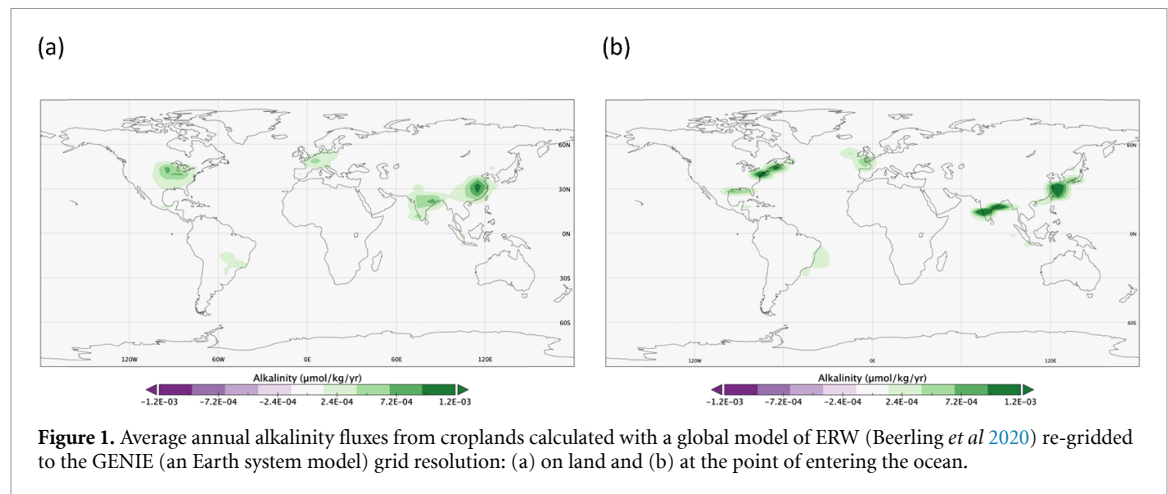 (a)
(b)
60N
30N
0N
30S
60S
120W
60W
0E
60E
120E
60N
30N
0N
30S
60S
120W
0E
120E
Alkalinity (µmol/kg/yr)
-1.2E-03 -7.2E-04 -2.4E-04 2.4E-04 7.2E-04 1.2E-03
Alkalinity (µmol/kg/yr)
-1.2E-03 -7.2E-04 -2.4E-04 2.4E-04 7.2E-04 1.2E-03
Figure 1. Average annual alkalinity fluxes from croplands calculated with a global model of ERW (Beerling et al 2020) re-gridded
to the GENIE (an Earth system model) grid resolution: (a) on land and (b) at the point of entering the ocean.